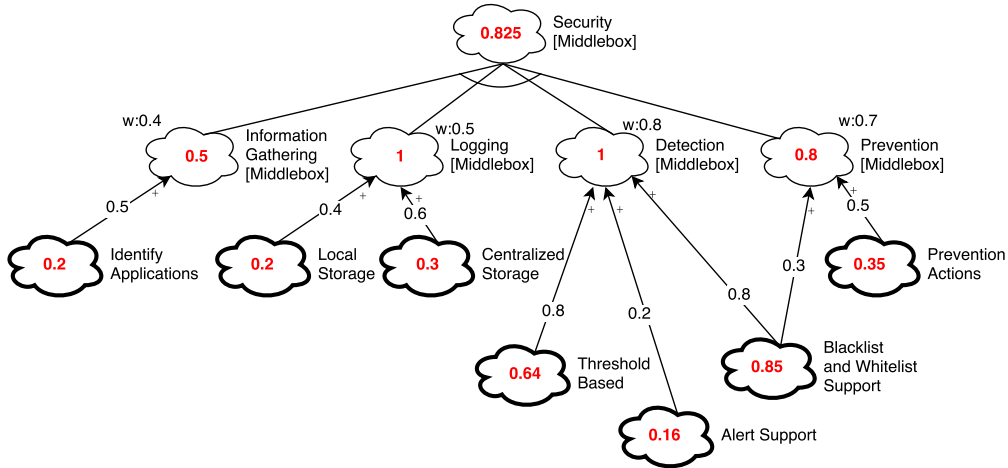 Security
0.825
[Middlebox]
w:0.4
w:0.5
w:0.8
w:0.7
Information
Gathering
[Middlebox]
0.5
Logging
[Middlebox]
1
Detection
[Middlebox]
1
Prevention
[Middlebox]
0.8
+
+
+
+
+
+
+
+
0.5
0.4
0.6
0.5
0.2
Identify
Applications
0.2
Local
Storage
0.3
Centralized
Storage
0.3
0.35
Prevention
Actions
0.8
0.2
0.8
0.64
Threshold
Based
0.85
Blacklist
and Whitelist
Support
0.16
Alert Support